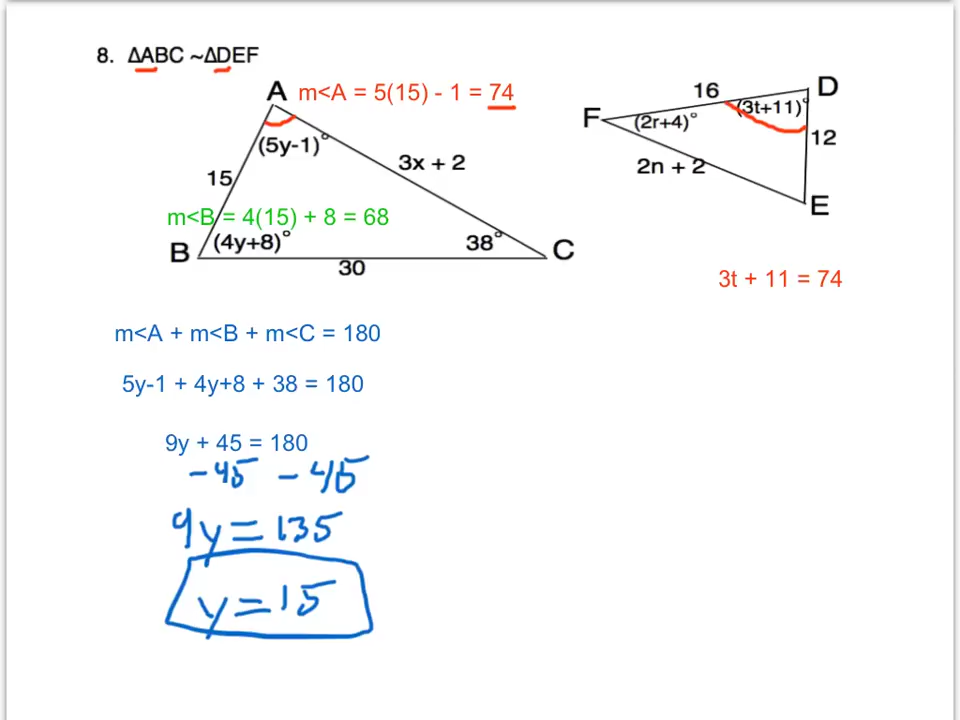 8. ΔABC ~ΔDEF
A m<A = 5(15) - 1 = 74
(5y-1)°
15
3x + 2
m<B = 4(15) + 8 = 68
B (4y+8)° 38° C
30
16 D
F (2r+4)° (3t+11)°
12
2n + 2
E
3t + 11 = 74
m<A + m<B + m<C = 180
5y-1 + 4y+8 + 38 = 180
9y + 45 = 180
-45 -45
9y = 135
y = 15